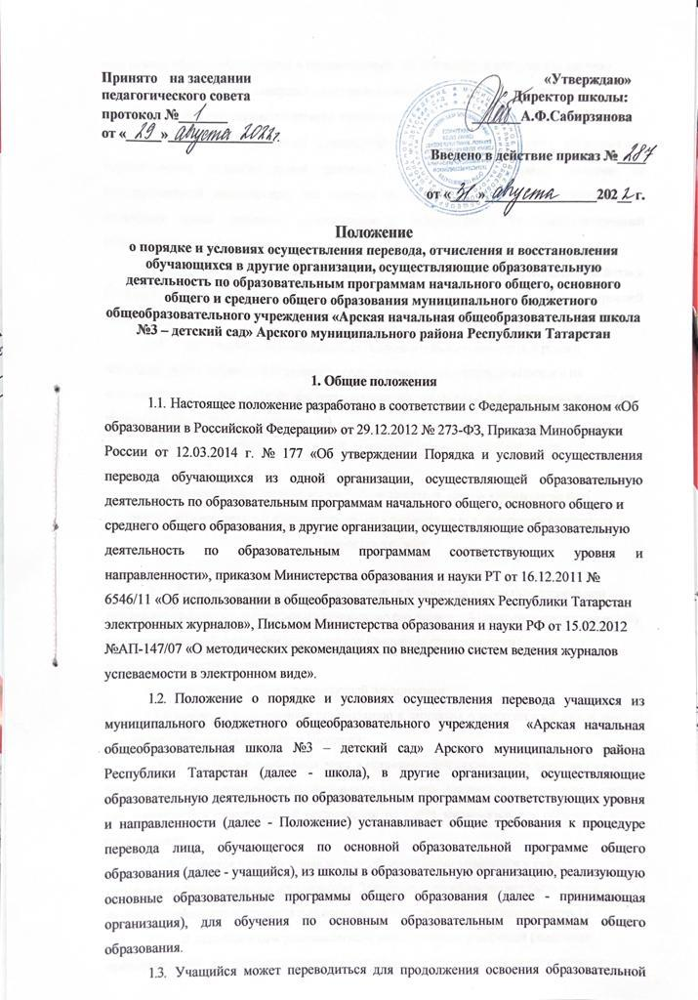 Принято на заседании
педагогического совета
протокол № 1
от « 29 » августа 2022г.
«Утверждаю»
Директор школы:
А.Ф.Сабирзянова
Введено в действие приказ № 287
от « 31 » августа 2022 г.
Положение
о порядке и условиях осуществления перевода, отчисления и восстановления
обучающихся в другие организации, осуществляющие образовательную
деятельность по образовательным программам начального общего, основного
общего и среднего общего образования муниципального бюджетного
общеобразовательного учреждения «Арская начальная общеобразовательная школа
№3 – детский сад» Арского муниципального района Республики Татарстан
1. Общие положения
1.1. Настоящее положение разработано в соответствии с Федеральным законом «Об
образовании в Российской Федерации» от 29.12.2012 № 273-ФЗ, Приказа Минобрнауки
России от 12.03.2014 г. № 177 «Об утверждении Порядка и условий осуществления
перевода обучающихся из одной организации, осуществляющей образовательную
деятельность по образовательным программам начального общего, основного общего и
среднего общего образования, в другие организации, осуществляющие образовательную
деятельность по образовательным программам соответствующих уровня и
направленности», приказом Министерства образования и науки РТ от 16.12.2011 №
6546/11 «Об использовании в общеобразовательных учреждениях Республики Татарстан
электронных журналов», Письмом Министерства образования и науки РФ от 15.02.2012
№АП-147/07 «О методических рекомендациях по внедрению систем ведения журналов
успеваемости в электронном виде».
1.2. Положение о порядке и условиях осуществления перевода учащихся из
муниципального бюджетного общеобразовательного учреждения «Арская начальная
общеобразовательная школа №3 – детский сад» Арского муниципального района
Республики Татарстан (далее - школа), в другие организации, осуществляющие
образовательную деятельность по образовательным программам соответствующих уровня
и направленности (далее - Положение) устанавливает общие требования к процедуре
перевода лица, обучающегося по основной образовательной программе общего
образования (далее - учащийся), из школы в образовательную организацию, реализующую
основные образовательные программы общего образования (далее - принимающая
организация), для обучения по основным образовательным программам общего
образования.
1.3. Учащийся может переводиться для продолжения освоения образовательной